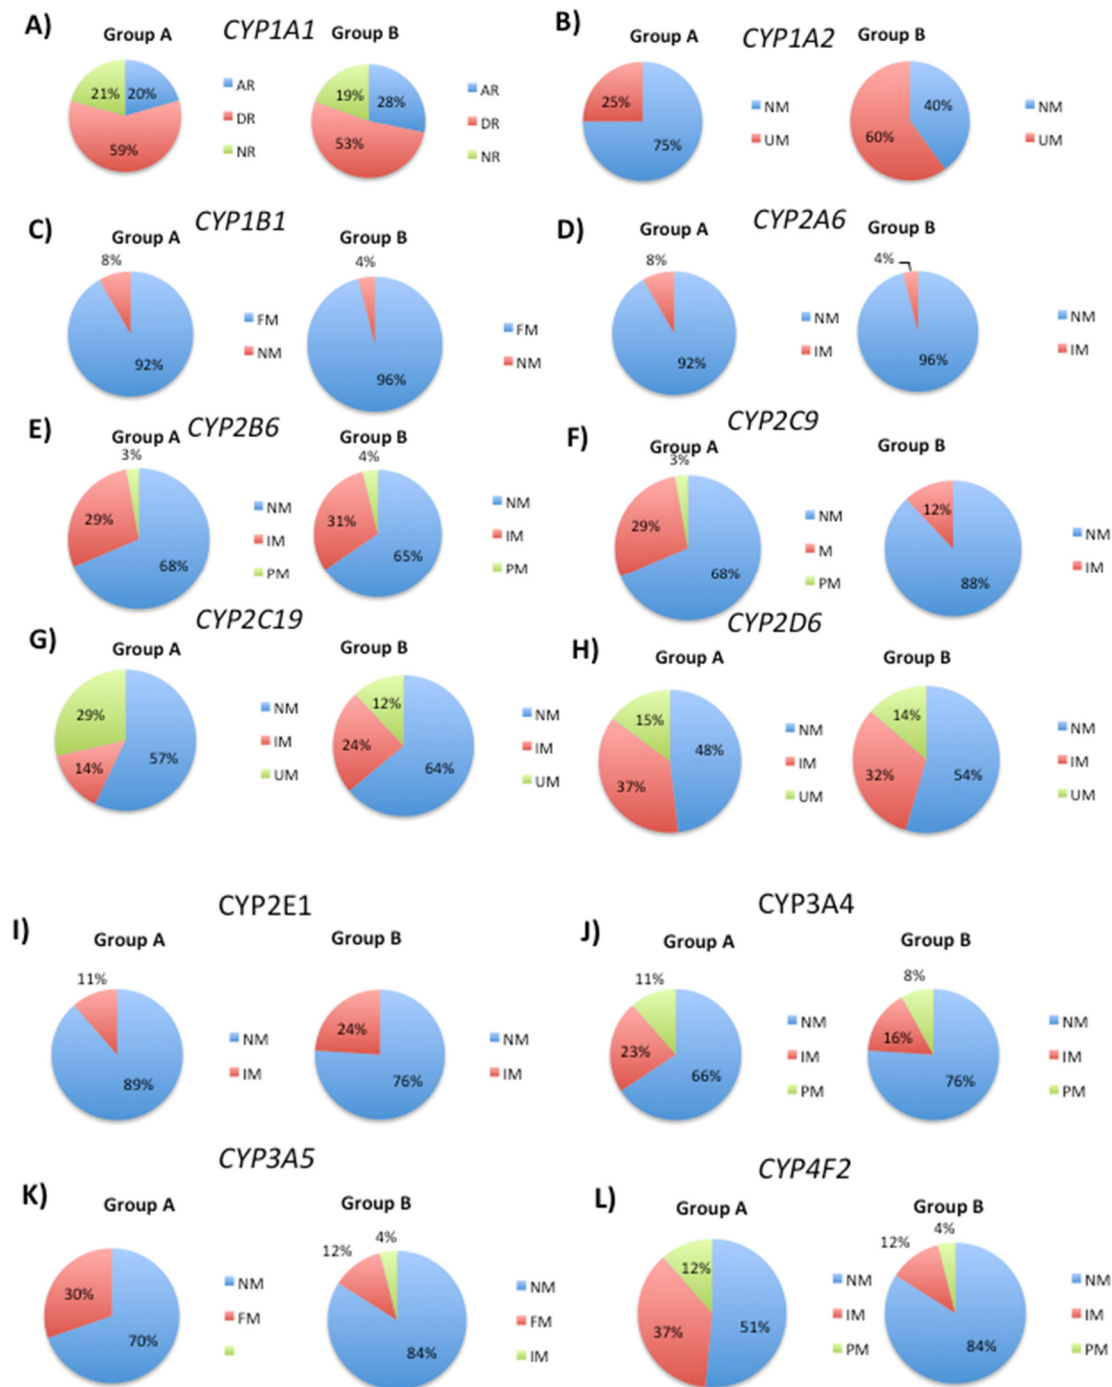 A) Group A CYP1A1 Group B
21% 20% 59% AR DR NR
19% 28% 53% AR DR NR
B) Group A CYP1A2 Group B
25% 75% NM UM
40% 60% NM UM
C) Group A CYP1B1 Group B
8% 92% FM NM
4% 96% FM NM
D) Group A CYP2A6 Group B
8% 92% NM IM
4% 96% NM IM
E) Group A CYP2B6 Group B
3% 29% 68% NM IM PM
4% 31% 65% NM IM PM
F) Group A CYP2C9 Group B
3% 29% 68% NM M PM
12% 88% NM IM
G) Group A CYP2C19 Group B
29% 14% 57% NM IM UM
12% 24% 64% NM IM UM
H) Group A CYP2D6 Group B
15% 48% 37% NM IM UM
14% 32% 54% NM IM UM
I) Group A CYP2E1 Group B
11% 89% NM IM
24% 76% NM IM
J) Group A CYP3A4 Group B
11% 23% 66% NM IM PM
8% 16% 76% NM IM PM
K) Group A CYP3A5 Group B
30% 70% NM FM
12% 4% 84% NM FM IM
L) Group A CYP4F2 Group B
12% 37% 51% NM IM PM
12% 4% 84% NM IM PM